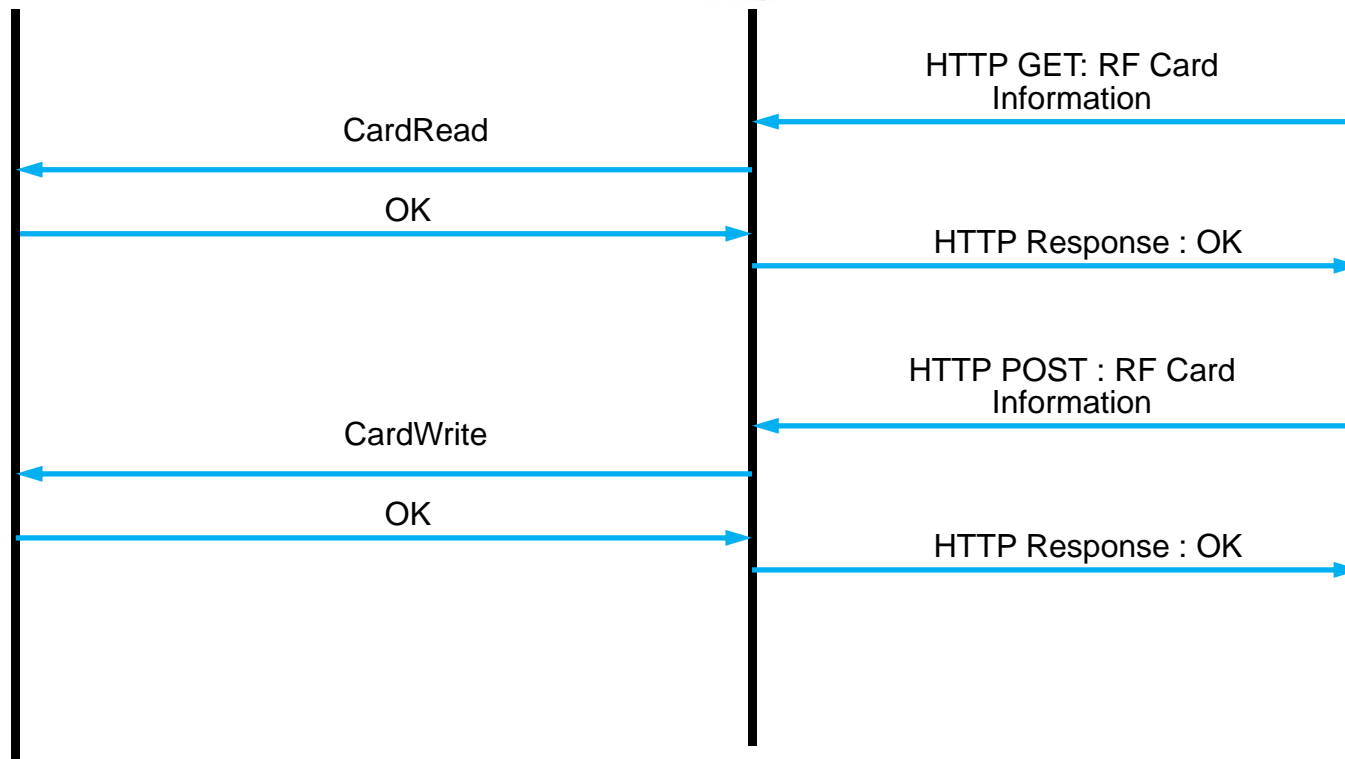 HTTP GET: RF Card
Information
CardRead
OK
HTTP Response : OK
HTTP POST : RF Card
Information
CardWrite
OK
HTTP Response : OK